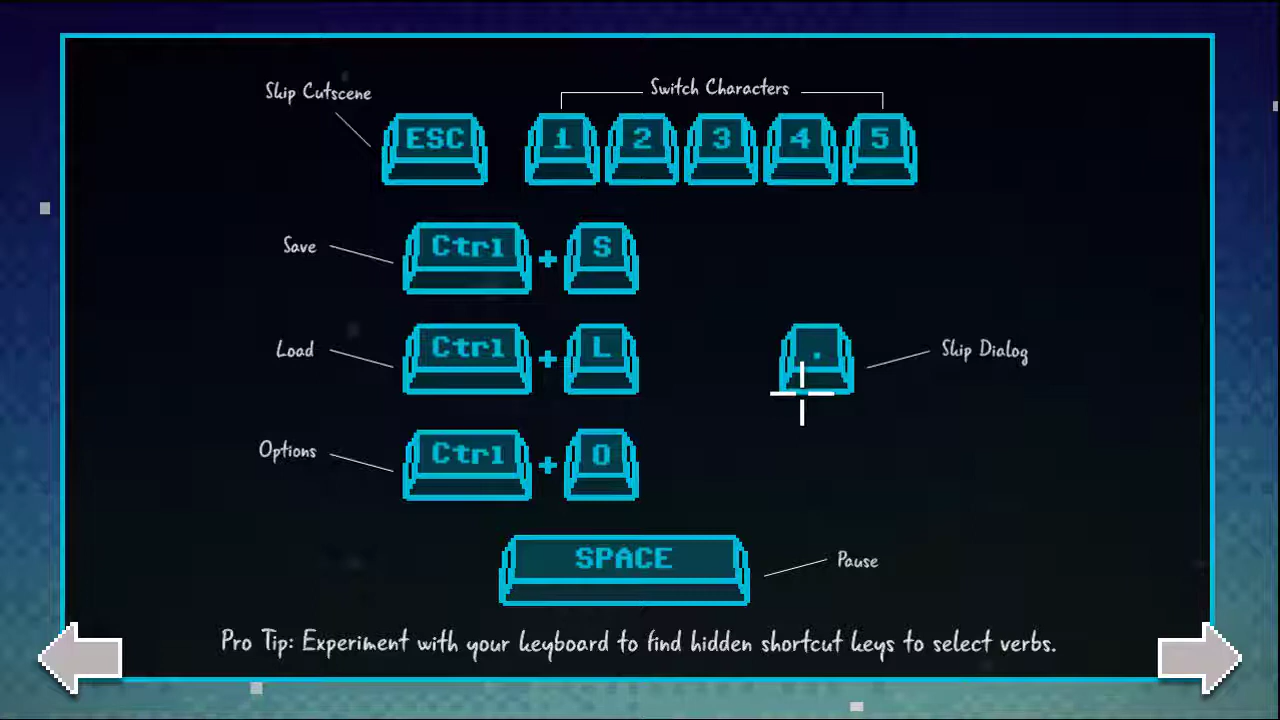 Skip Cutscene
Switch Characters
ESC 1 2 3 4 5
Save Ctrl + S
Load Ctrl + L . Skip Dialog
Options Ctrl + O
SPACE Pause
Pro Tip: Experiment with your keyboard to find hidden shortcut keys to select verbs.